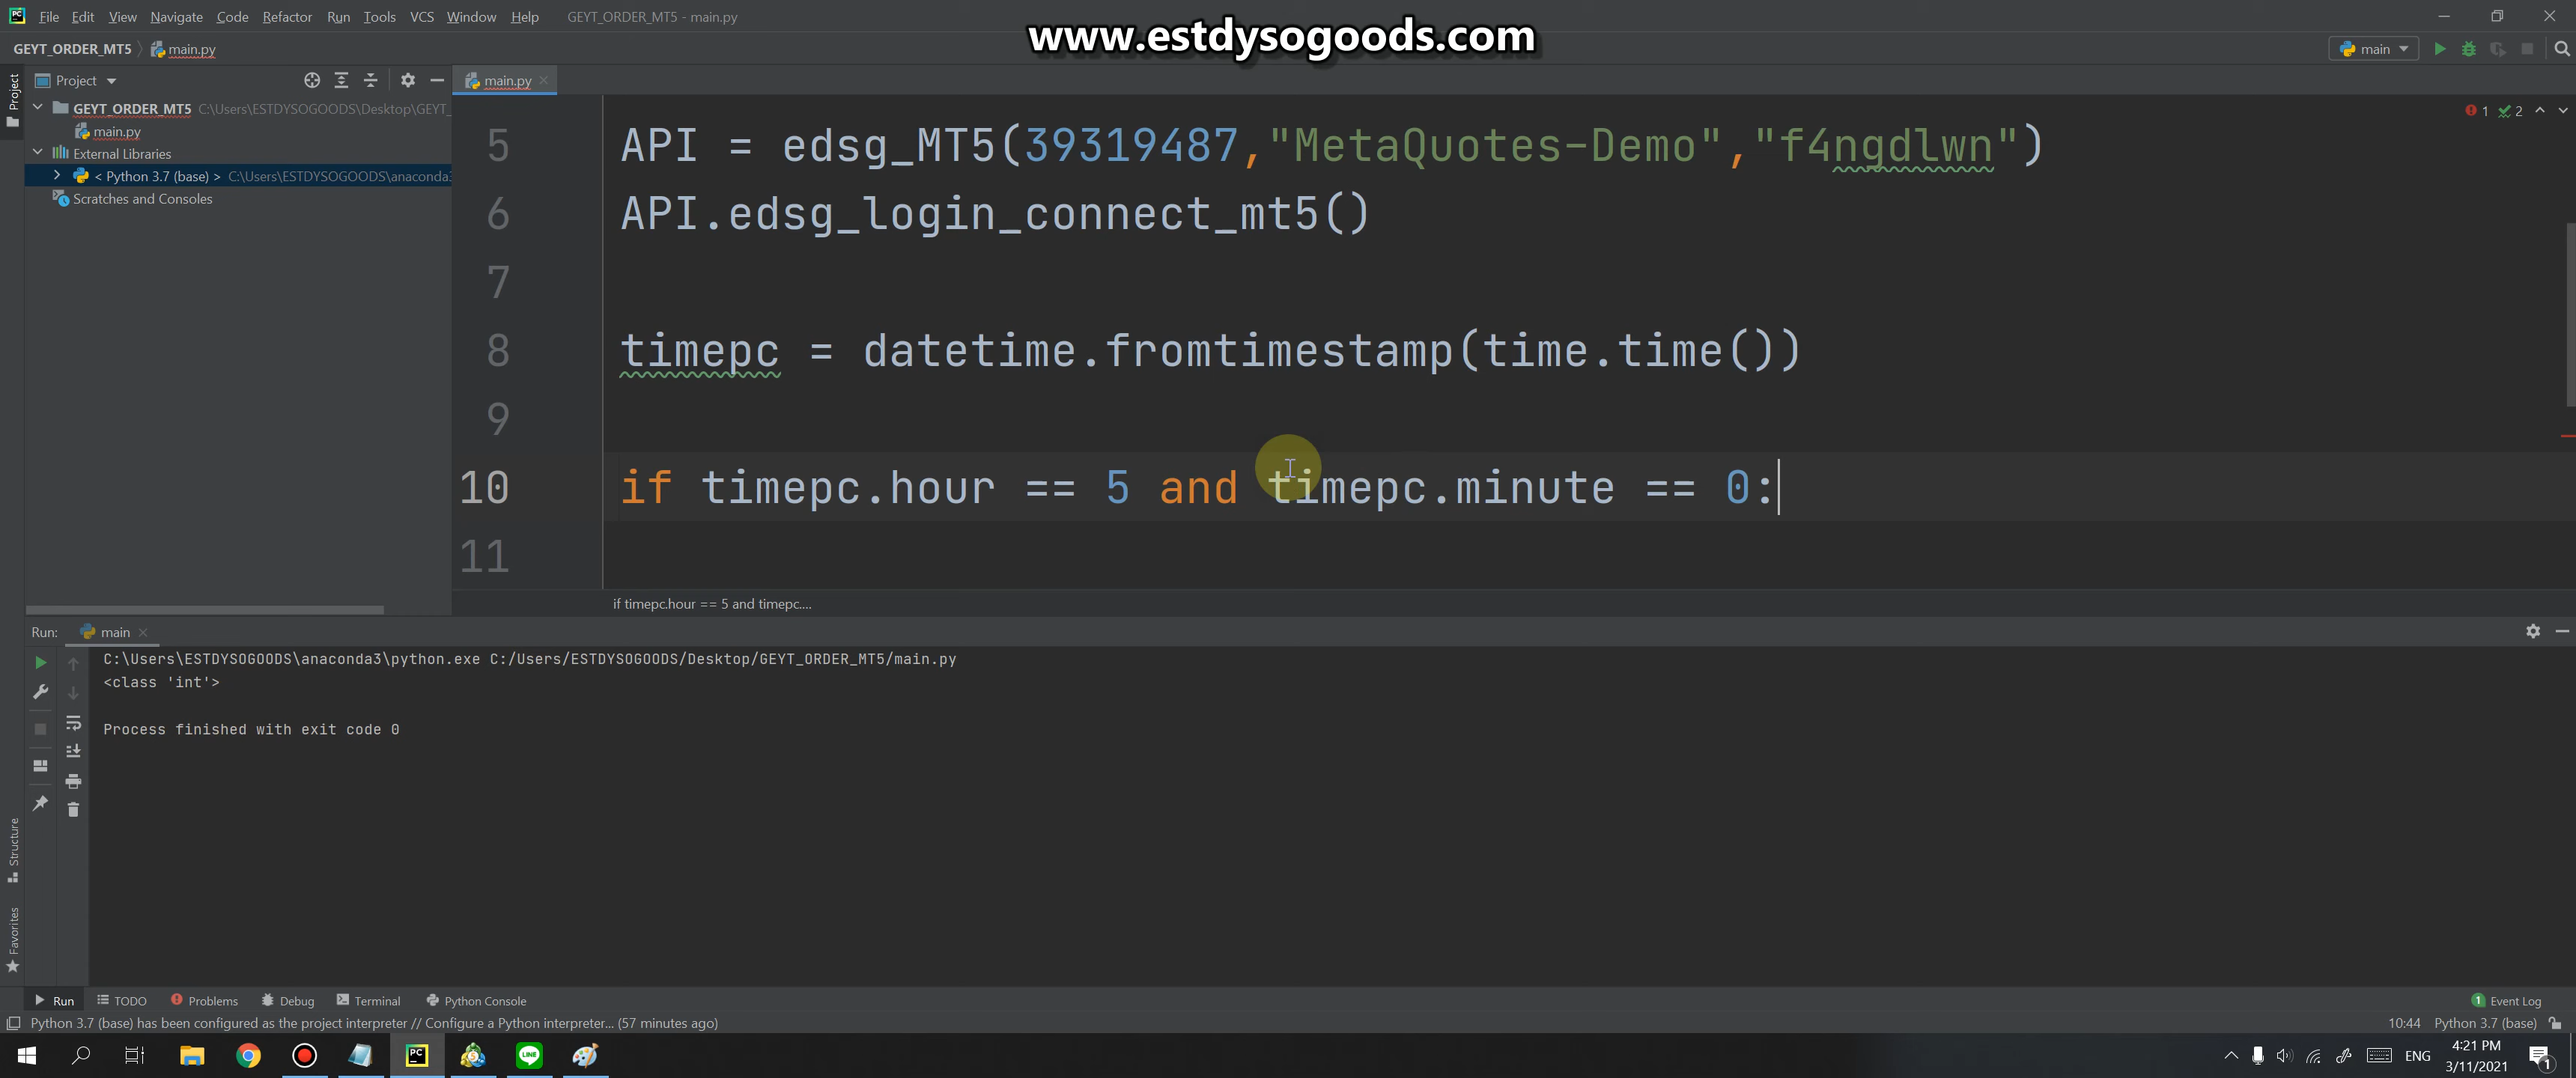 File Edit View Navigate Code Refactor Run Tools VCS Window Help GEYT_ORDER_MT5 - main.py
www.estdysogoods.com
GEYT_ORDER_MT5 main.py
main
Project
Project
main.py
GEYT_ORDER_MT5 C:\Users\ESTDYSOGOODS\Desktop\GEYT_
main.py
External Libraries
< Python 3.7 (base) > C:\Users\ESTDYSOGOODS\anaconda3
Scratches and Consoles
1 2
5 API = edsg_MT5(39319487,"MetaQuotes-Demo","f4ngdlwn")
6 API.edsg_login_connect_mt5()
7
8 timepc = datetime.fromtimestamp(time.time())
9
10 if timepc.hour == 5 and timepc.minute == 0:
11
if timepc.hour == 5 and timepc....
Run: main
C:\Users\ESTDYSOGOODS\anaconda3\python.exe C:/Users/ESTDYSOGOODS/Desktop/GEYT_ORDER_MT5/main.py
<class 'int'>
Process finished with exit code 0
Structure
Favorites
Run TODO Problems Debug Terminal Python Console
1 Event Log
Python 3.7 (base) has been configured as the project interpreter // Configure a Python interpreter... (57 minutes ago)
10:44 Python 3.7 (base)
PC
LINE
ENG
4:21 PM
3/11/2021
1